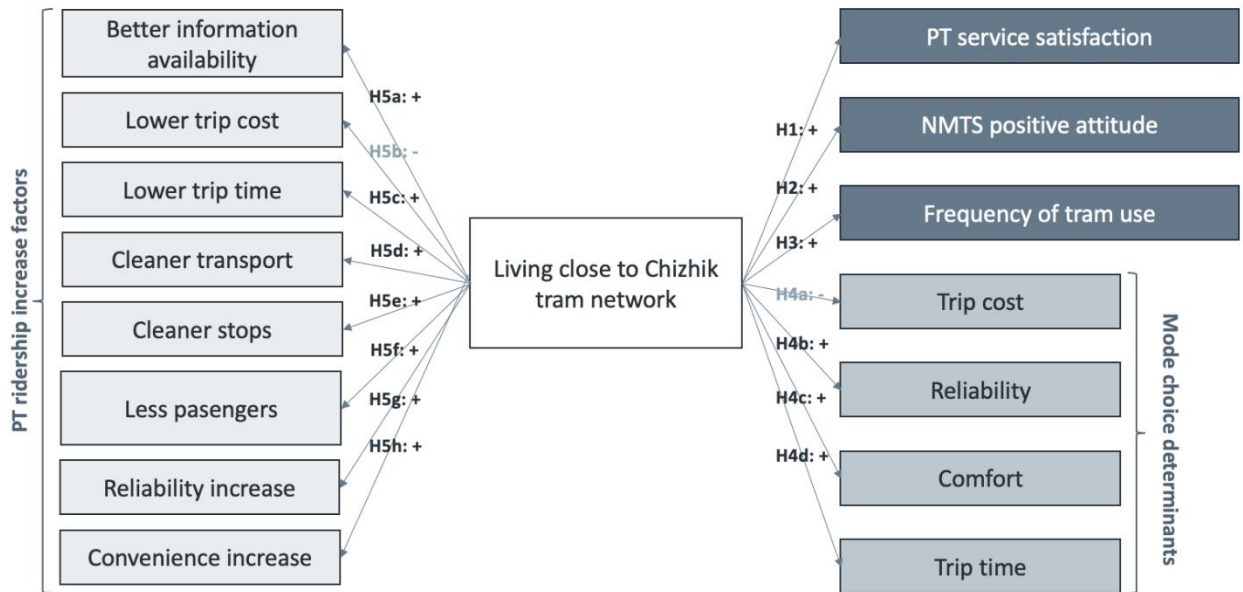 PT ridership increase factors
Better information
availability
Lower trip cost
Lower trip time
Cleaner transport
Cleaner stops
Less pasengers
Reliability increase
Convenience increase
H5a: +
H5b: -
H5c: +
H5d: +
H5e: +
H5f: +
H5g: +
H5h: +
Living close to Chizhik
tram network
H1: +
H2: +
H3: +
H4a: -
H4b: +
H4c: +
H4d: +
PT service satisfaction
NMTS positive attitude
Frequency of tram use
Trip cost
Reliability
Comfort
Trip time
Mode choice determinants